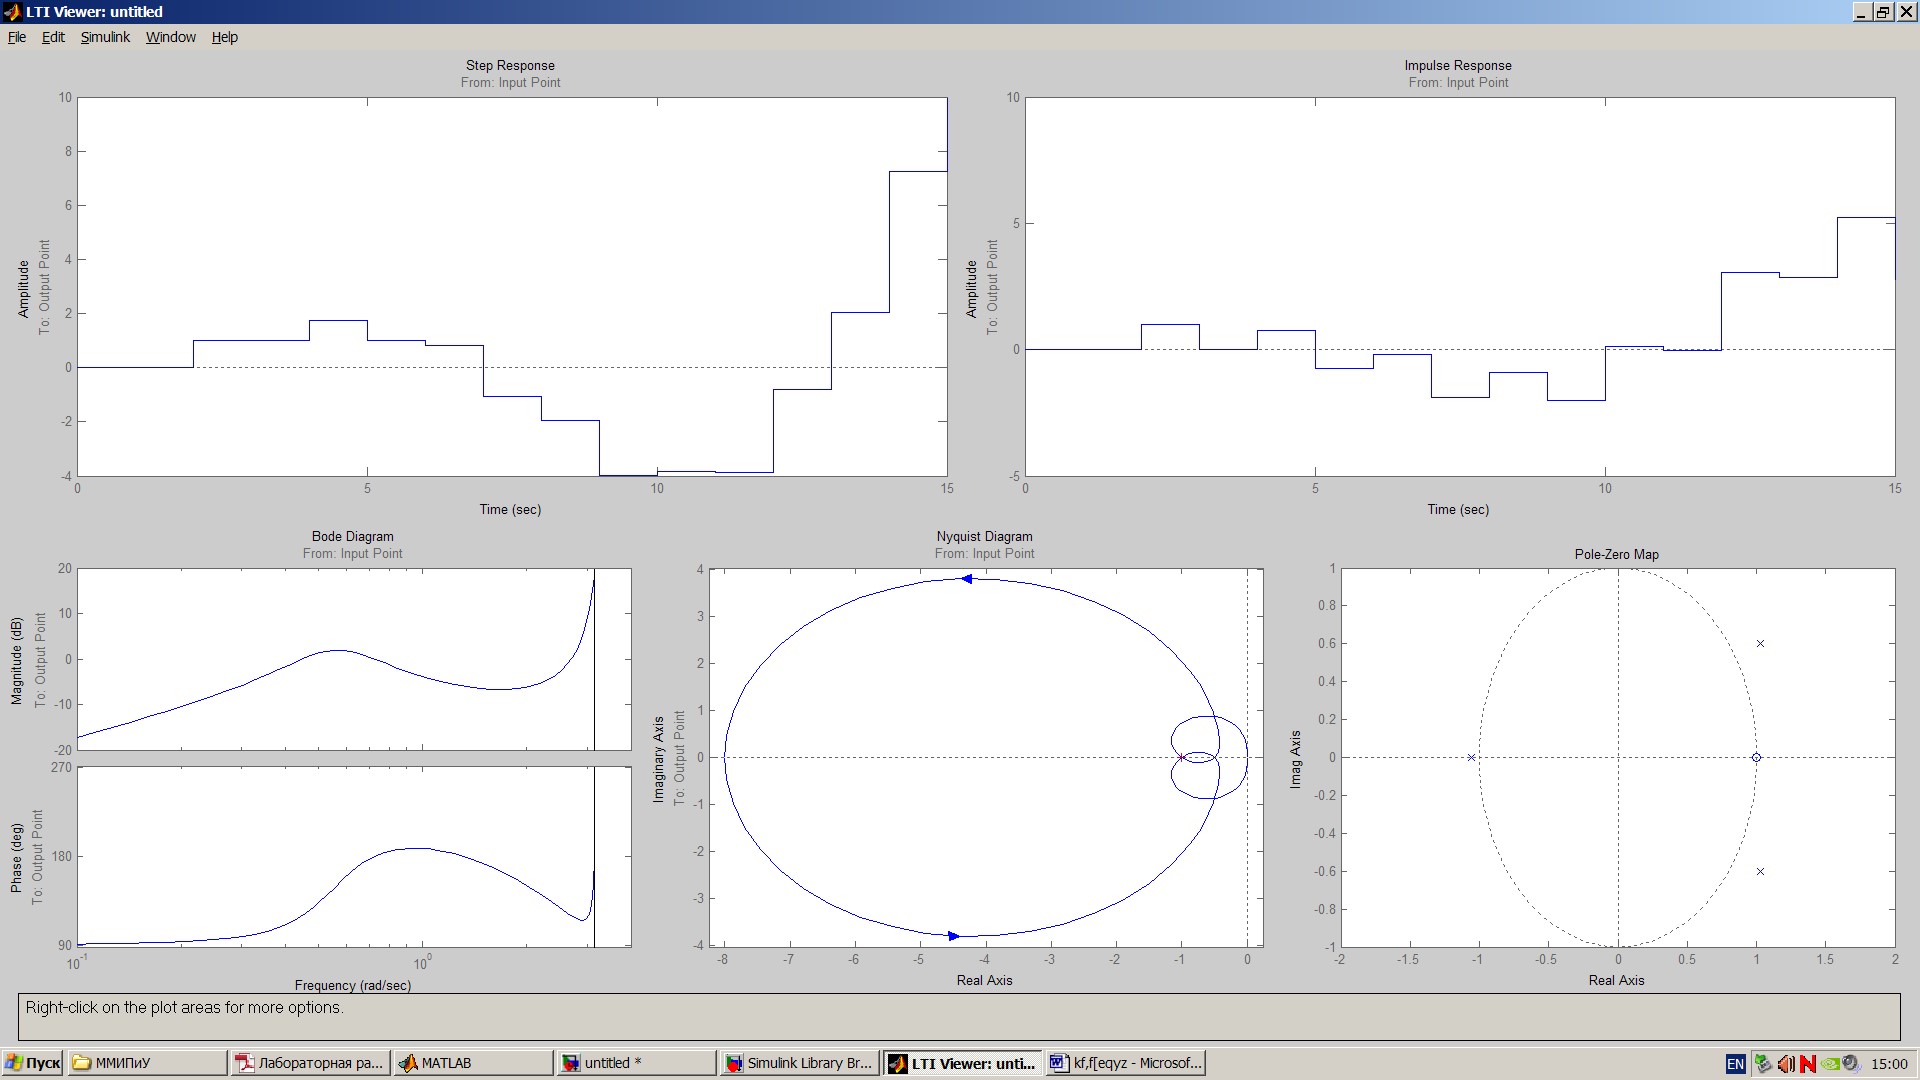 LTI Viewer: untitled
File Edit Simulink Window Help
Step Response
From: Input Point
10
8
6
4
2
0
-2
-4
0 5 10 15
Amplitude
To: Output Point
Time (sec)
Impulse Response
From: Input Point
10
5
0
-5
0 5 10 15
Amplitude
To: Output Point
Time (sec)
Bode Diagram
From: Input Point
20
10
0
-10
-20
Magnitude (dB)
To: Output Point
270
180
90
Phase (deg)
To: Output Point
10^-1 10^0
Frequency (rad/sec)
Nyquist Diagram
From: Input Point
4
3
2
1
0
-1
-2
-3
-4
-8 -7 -6 -5 -4 -3 -2 -1 0
Imaginary Axis
To: Output Point
Real Axis
Pole-Zero Map
1
0.8
0.6
0.4
0.2
0
-0.2
-0.4
-0.6
-0.8
-1
-2 -1.5 -1 -0.5 0 0.5 1 1.5 2
Imag Axis
Real Axis
Right-click on the plot areas for more options.
Пуск ММИПиУ Лабораторная ра... MATLAB untitled * Simulink Library Br... LTI Viewer: unti... kf,f[eqyz - Microsof... EN 15:00